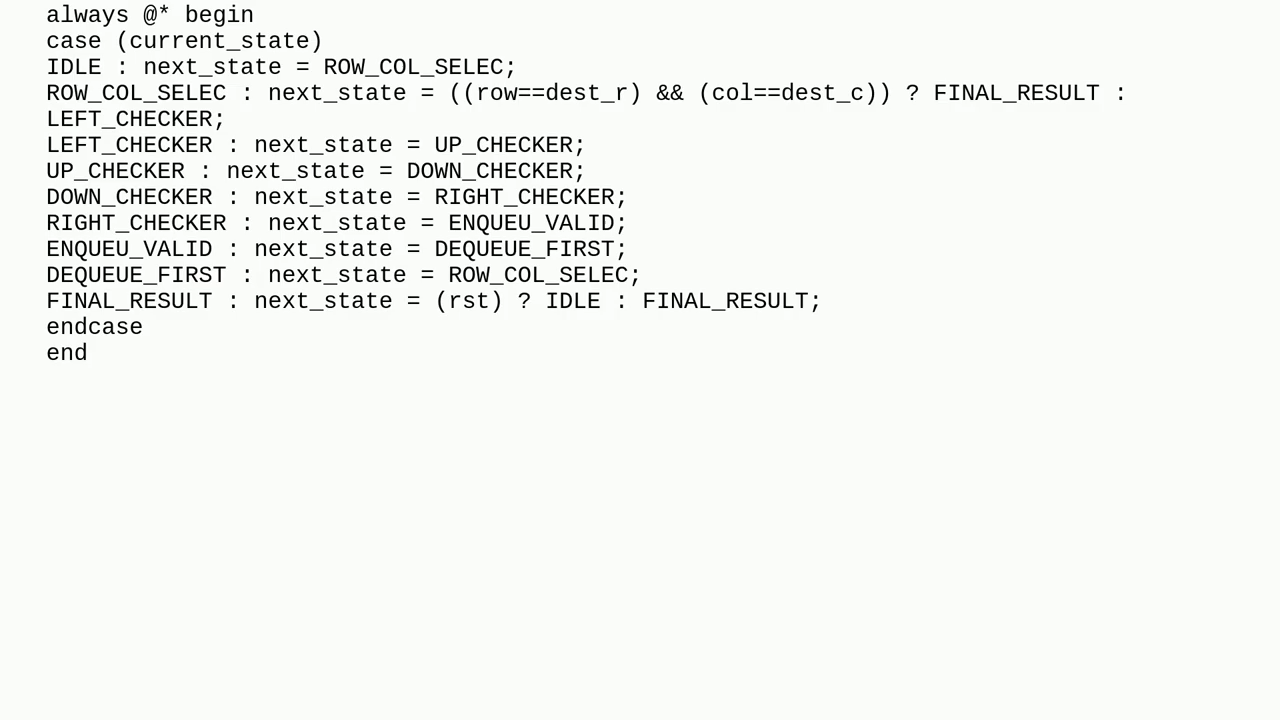 always @* begin
case (current_state)
IDLE : next_state = ROW_COL_SELEC;
ROW_COL_SELEC : next_state = ((row==dest_r) && (col==dest_c)) ? FINAL_RESULT :
LEFT_CHECKER;
LEFT_CHECKER : next_state = UP_CHECKER;
UP_CHECKER : next_state = DOWN_CHECKER;
DOWN_CHECKER : next_state = RIGHT_CHECKER;
RIGHT_CHECKER : next_state = ENQUEU_VALID;
ENQUEU_VALID : next_state = DEQUEUE_FIRST;
DEQUEUE_FIRST : next_state = ROW_COL_SELEC;
FINAL_RESULT : next_state = (rst) ? IDLE : FINAL_RESULT;
endcase
end